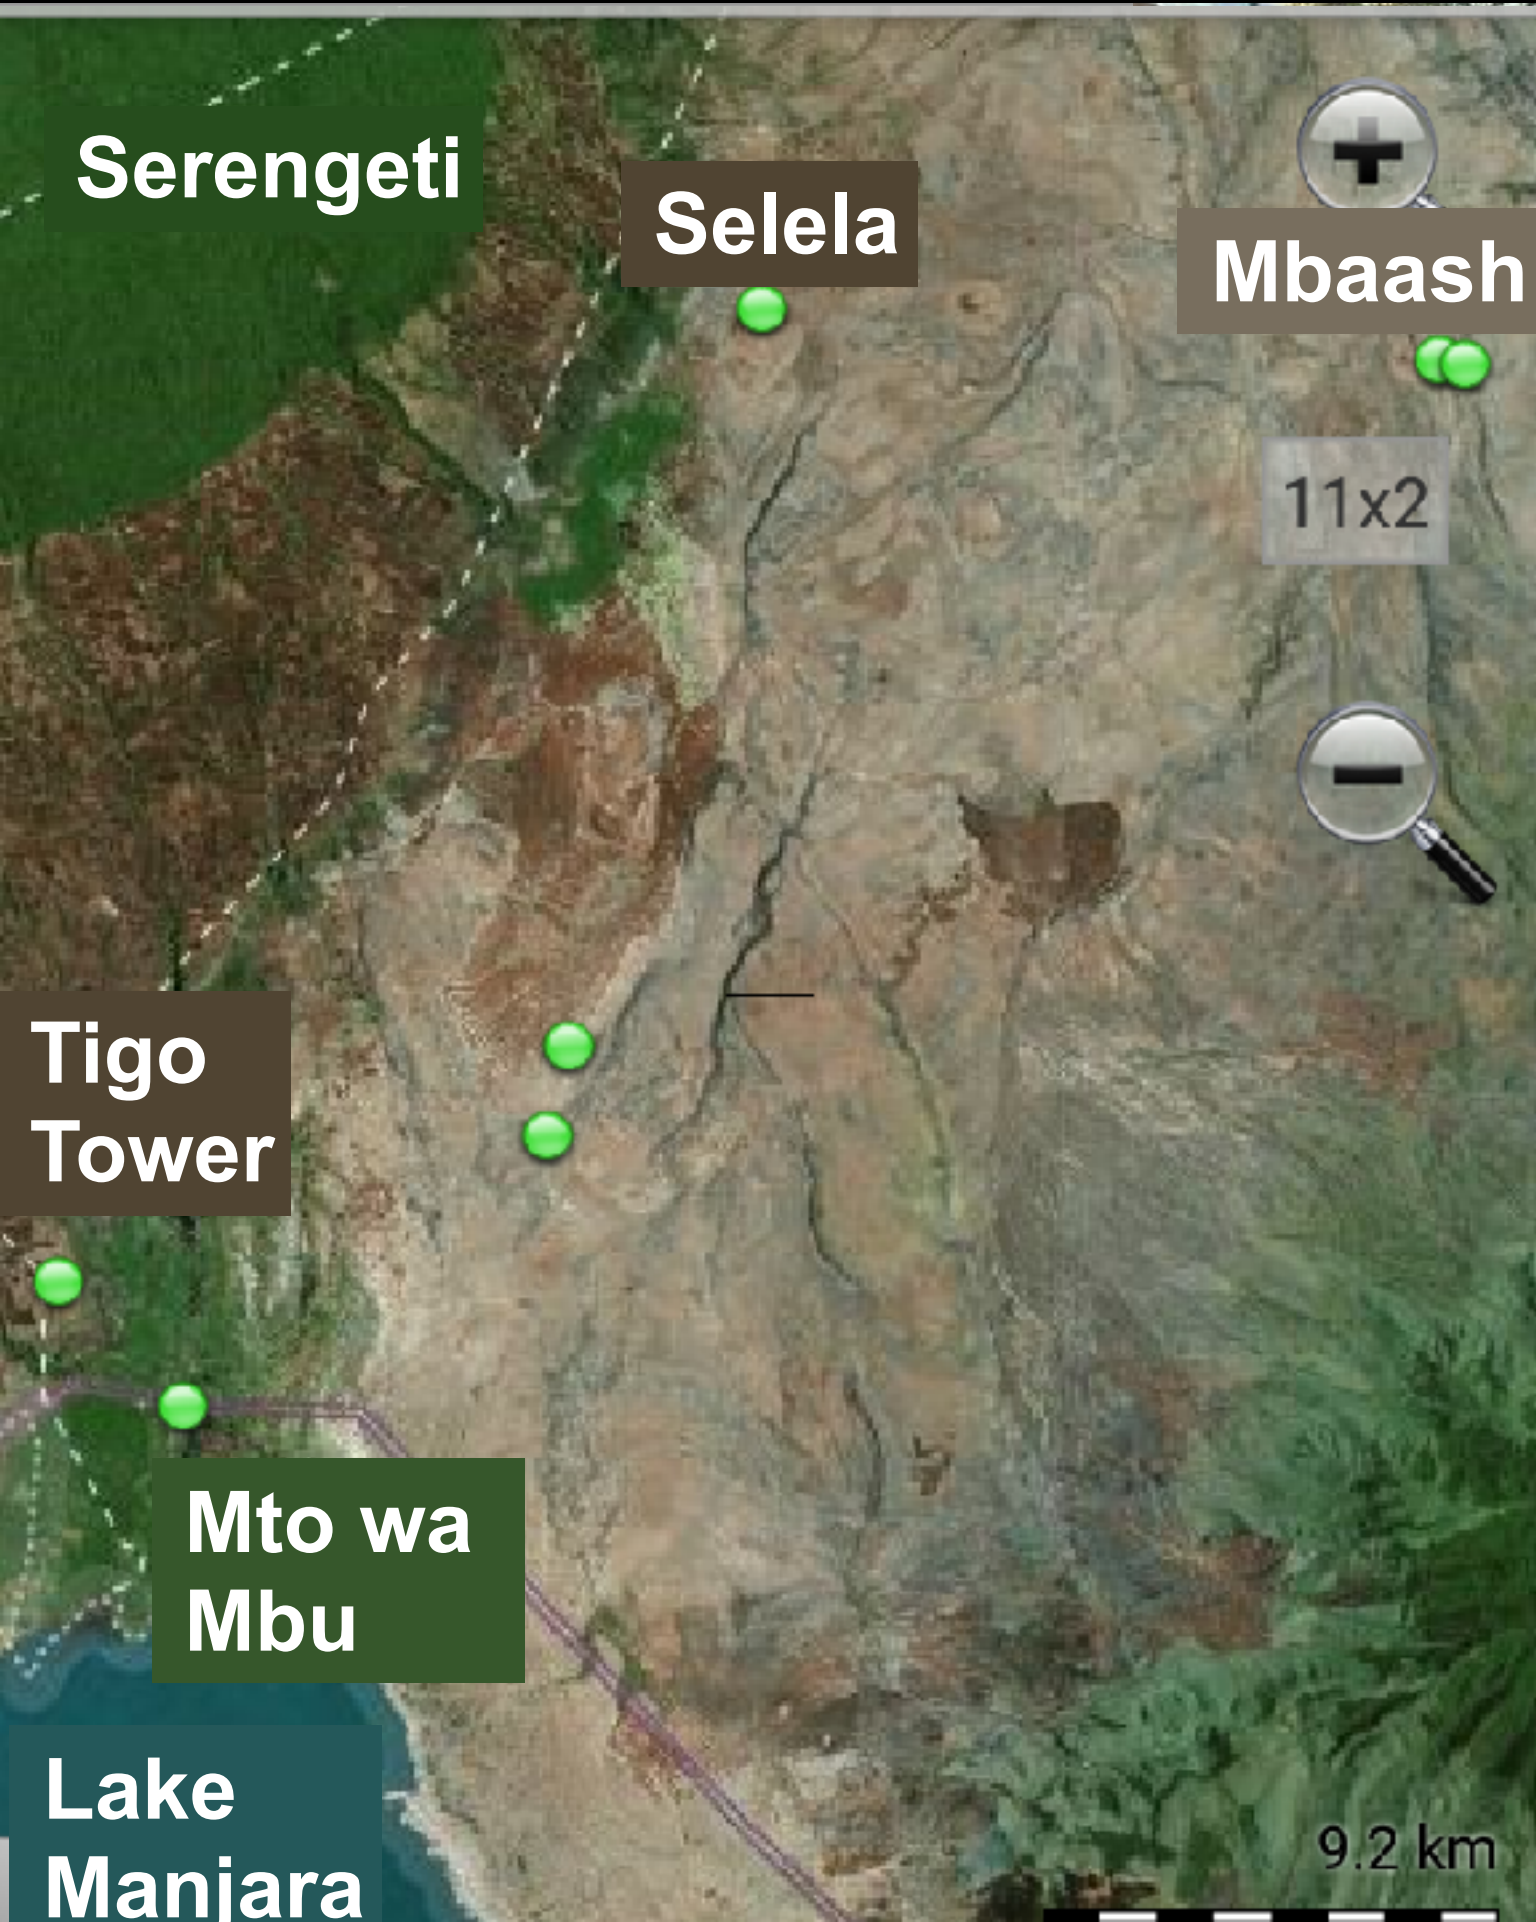 Serengeti
Selela
Mbaash
11x2
Tigo
Tower
Mto wa
Mbu
Lake
Manjara
9.2 km